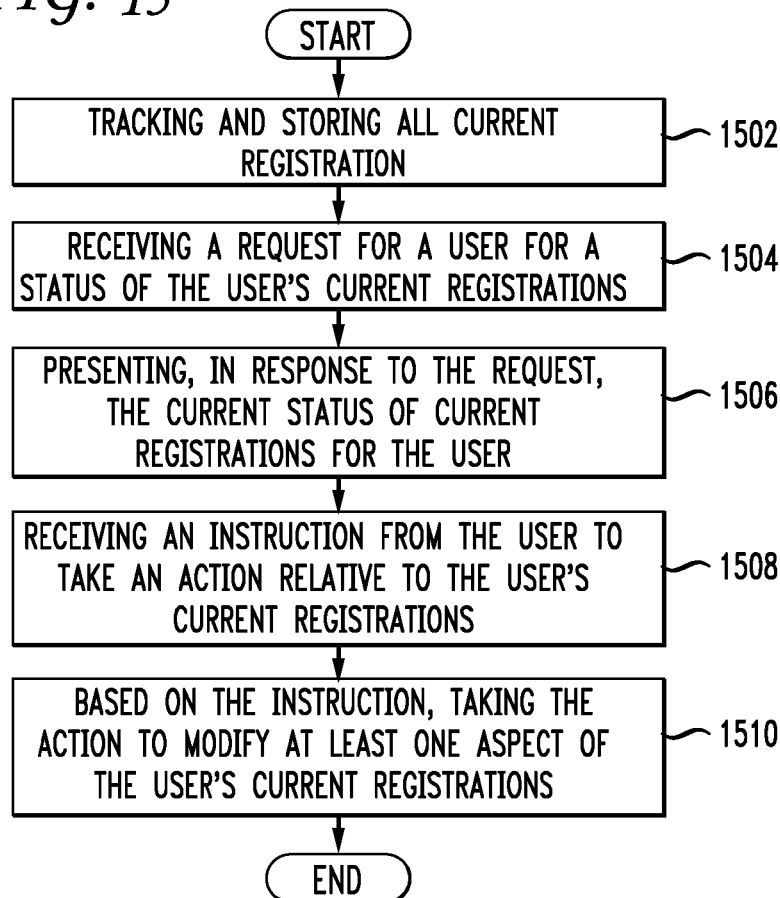 Fig. 15
START
TRACKING AND STORING ALL CURRENT
REGISTRATION
1502
RECEIVING A REQUEST FOR A USER FOR A
STATUS OF THE USER'S CURRENT REGISTRATIONS
1504
PRESENTING, IN RESPONSE TO THE REQUEST,
THE CURRENT STATUS OF CURRENT
REGISTRATIONS FOR THE USER
1506
RECEIVING AN INSTRUCTION FROM THE USER TO
TAKE AN ACTION RELATIVE TO THE USER'S
CURRENT REGISTRATIONS
1508
BASED ON THE INSTRUCTION, TAKING THE
ACTION TO MODIFY AT LEAST ONE ASPECT OF
THE USER'S CURRENT REGISTRATIONS
1510
END